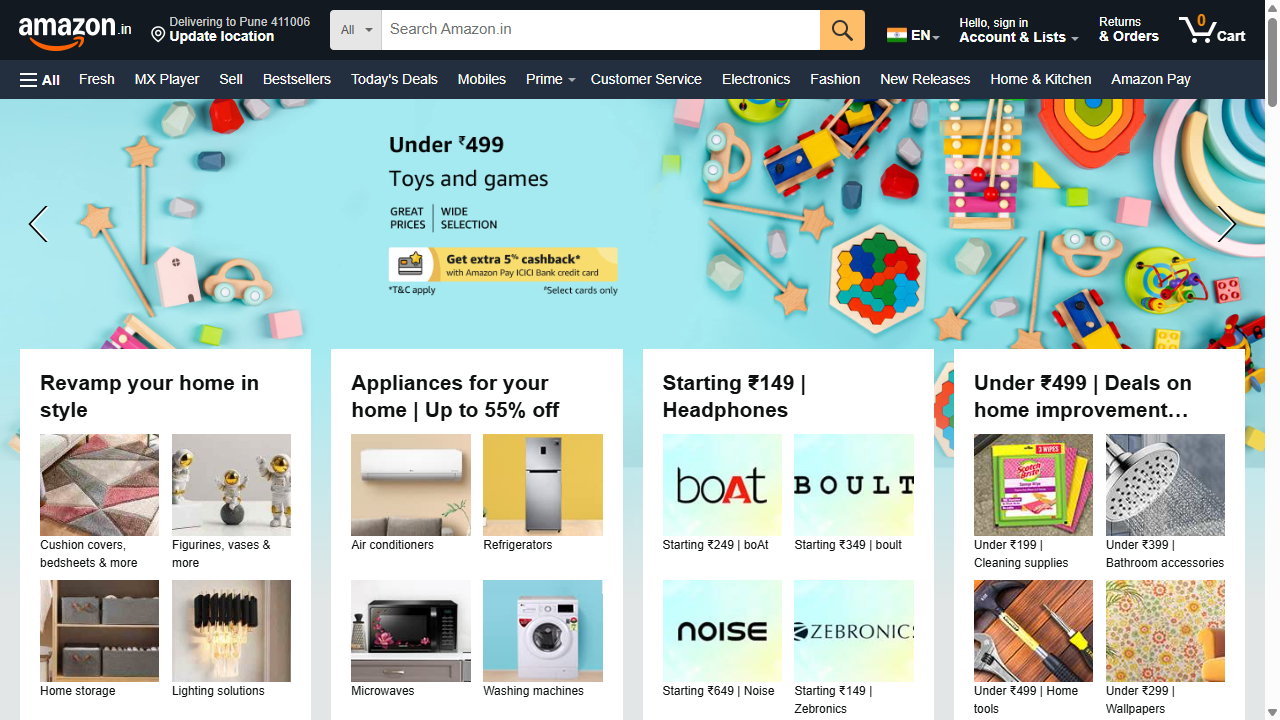 amazon.in
Delivering to Pune 411006
Update location
All
Search Amazon.in
EN
Hello, sign in
Account & Lists
Returns
& Orders
0
Cart
All
Fresh
MX Player
Sell
Bestsellers
Today's Deals
Mobiles
Prime
Customer Service
Electronics
Fashion
New Releases
Home & Kitchen
Amazon Pay
Under ₹499
Toys and games
GREAT PRICES
WIDE SELECTION
Get extra 5% cashback*
with Amazon Pay ICICI Bank credit card
*T&C apply
*Select cards only
Revamp your home in
style
Cushion covers,
bedsheets & more
Figurines, vases &
more
Home storage
Lighting solutions
Appliances for your
home | Up to 55% off
Air conditioners
Refrigerators
Microwaves
Washing machines
Starting ₹149 |
Headphones
boAt
Starting ₹249 | boAt
BOULT
Starting ₹349 | boult
noise
Starting ₹649 | Noise
ZEBRONICS
Starting ₹149 |
Zebronics
Under ₹499 | Deals on
home improvement…
3 WIPES
Scotch
Brite
Under ₹199 |
Cleaning supplies
Under ₹399 |
Bathroom accessories
Under ₹499 | Home
tools
Under ₹299 |
Wallpapers